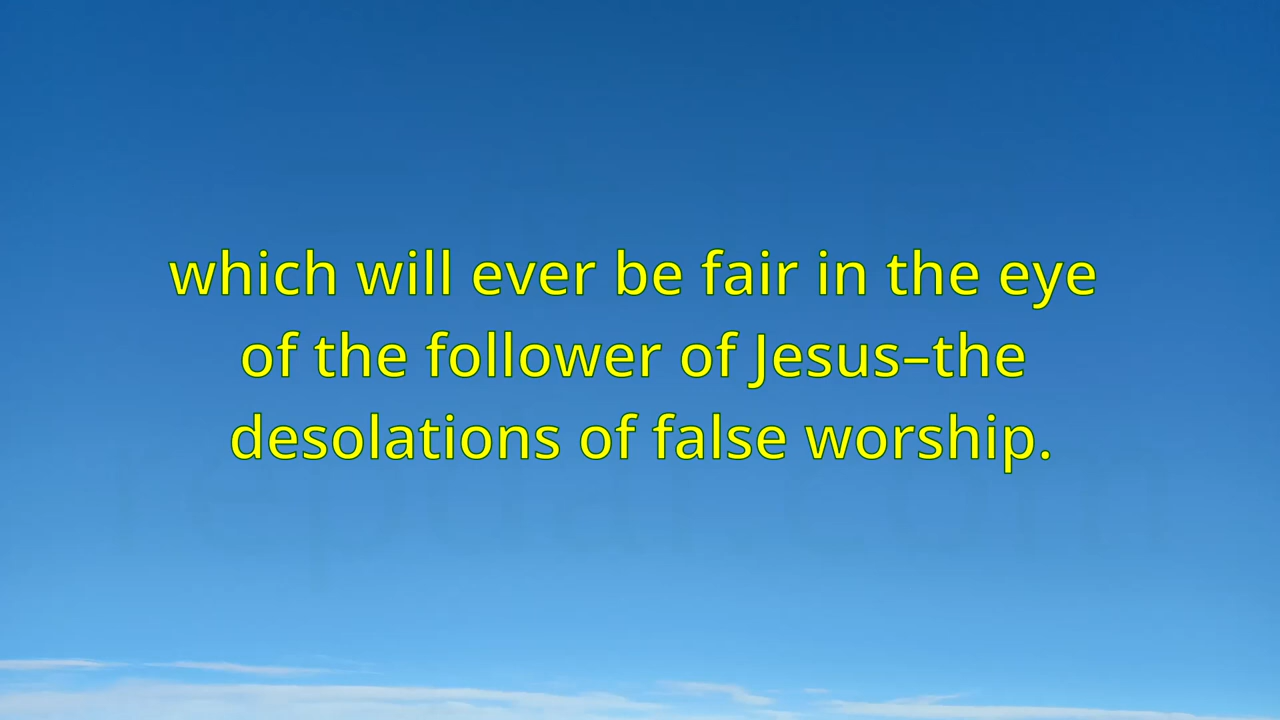 which will ever be fair in the eye
of the follower of Jesus–the
desolations of false worship.